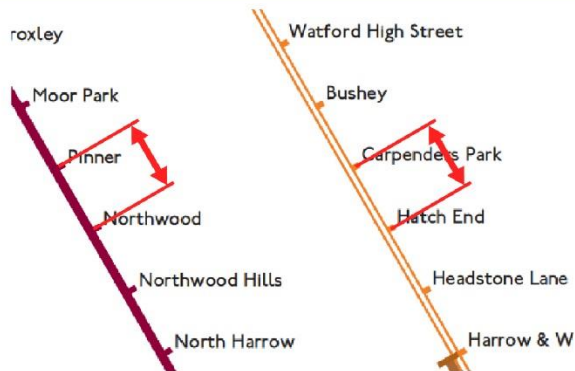 roxley
Watford High Street
Moor Park
Bushey
Pinner
Carpenders Park
Northwood
Hatch End
Northwood Hills
Headstone Lane
North Harrow
Harrow & W